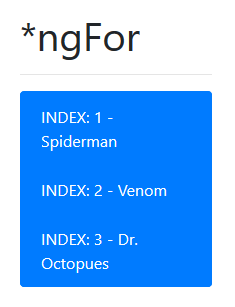 *ngFor
INDEX: 1 -
Spiderman
INDEX: 2 - Venom
INDEX: 3 - Dr.
Octopues